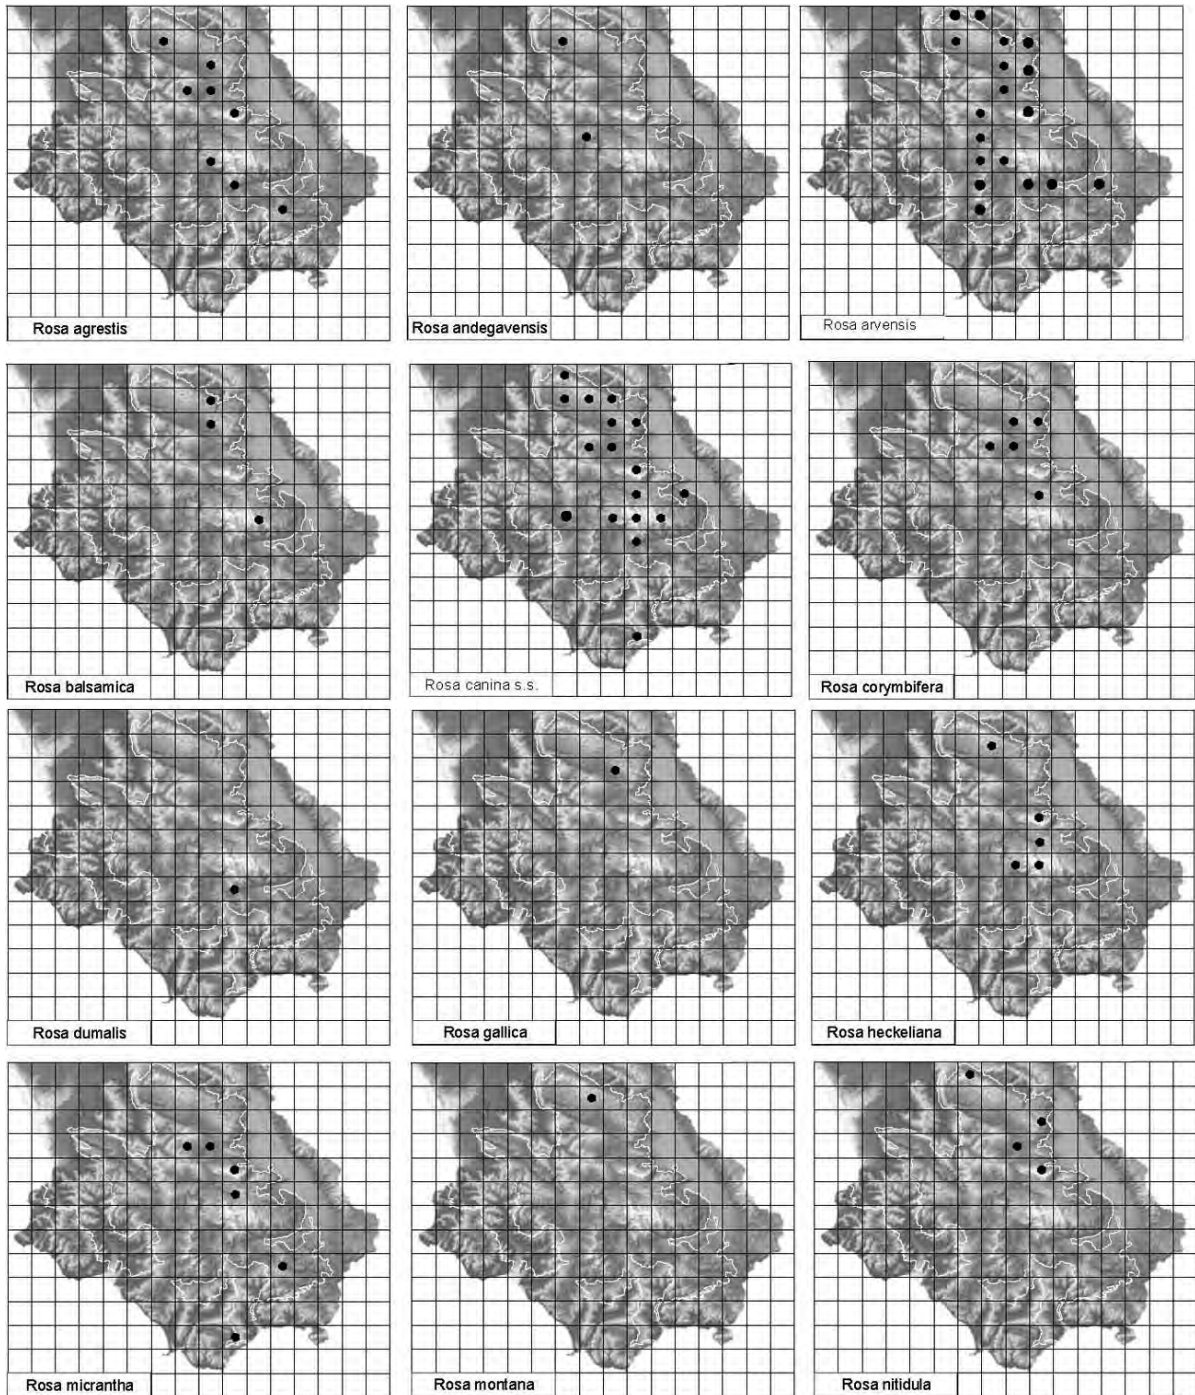 Rosa agrestis
Rosa andegavensis
Rosa arvensis
Rosa balsamica
Rosa canina s.s.
Rosa corymbifera
Rosa dumalis
Rosa gallica
Rosa heckeliana
Rosa micrantha
Rosa montana
Rosa nitidula